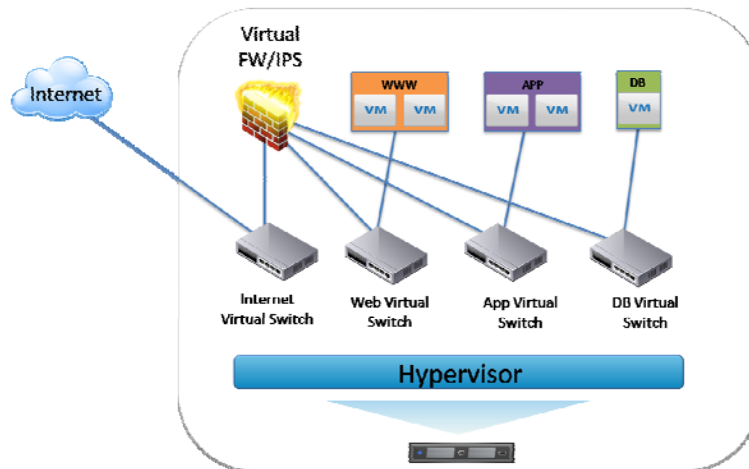 Virtual
FW/IPS
Internet
WWW
VM
VM
APP
VM
VM
DB
VM
Internet
Virtual Switch
Web Virtual
Switch
App Virtual
Switch
DB Virtual
Switch
Hypervisor